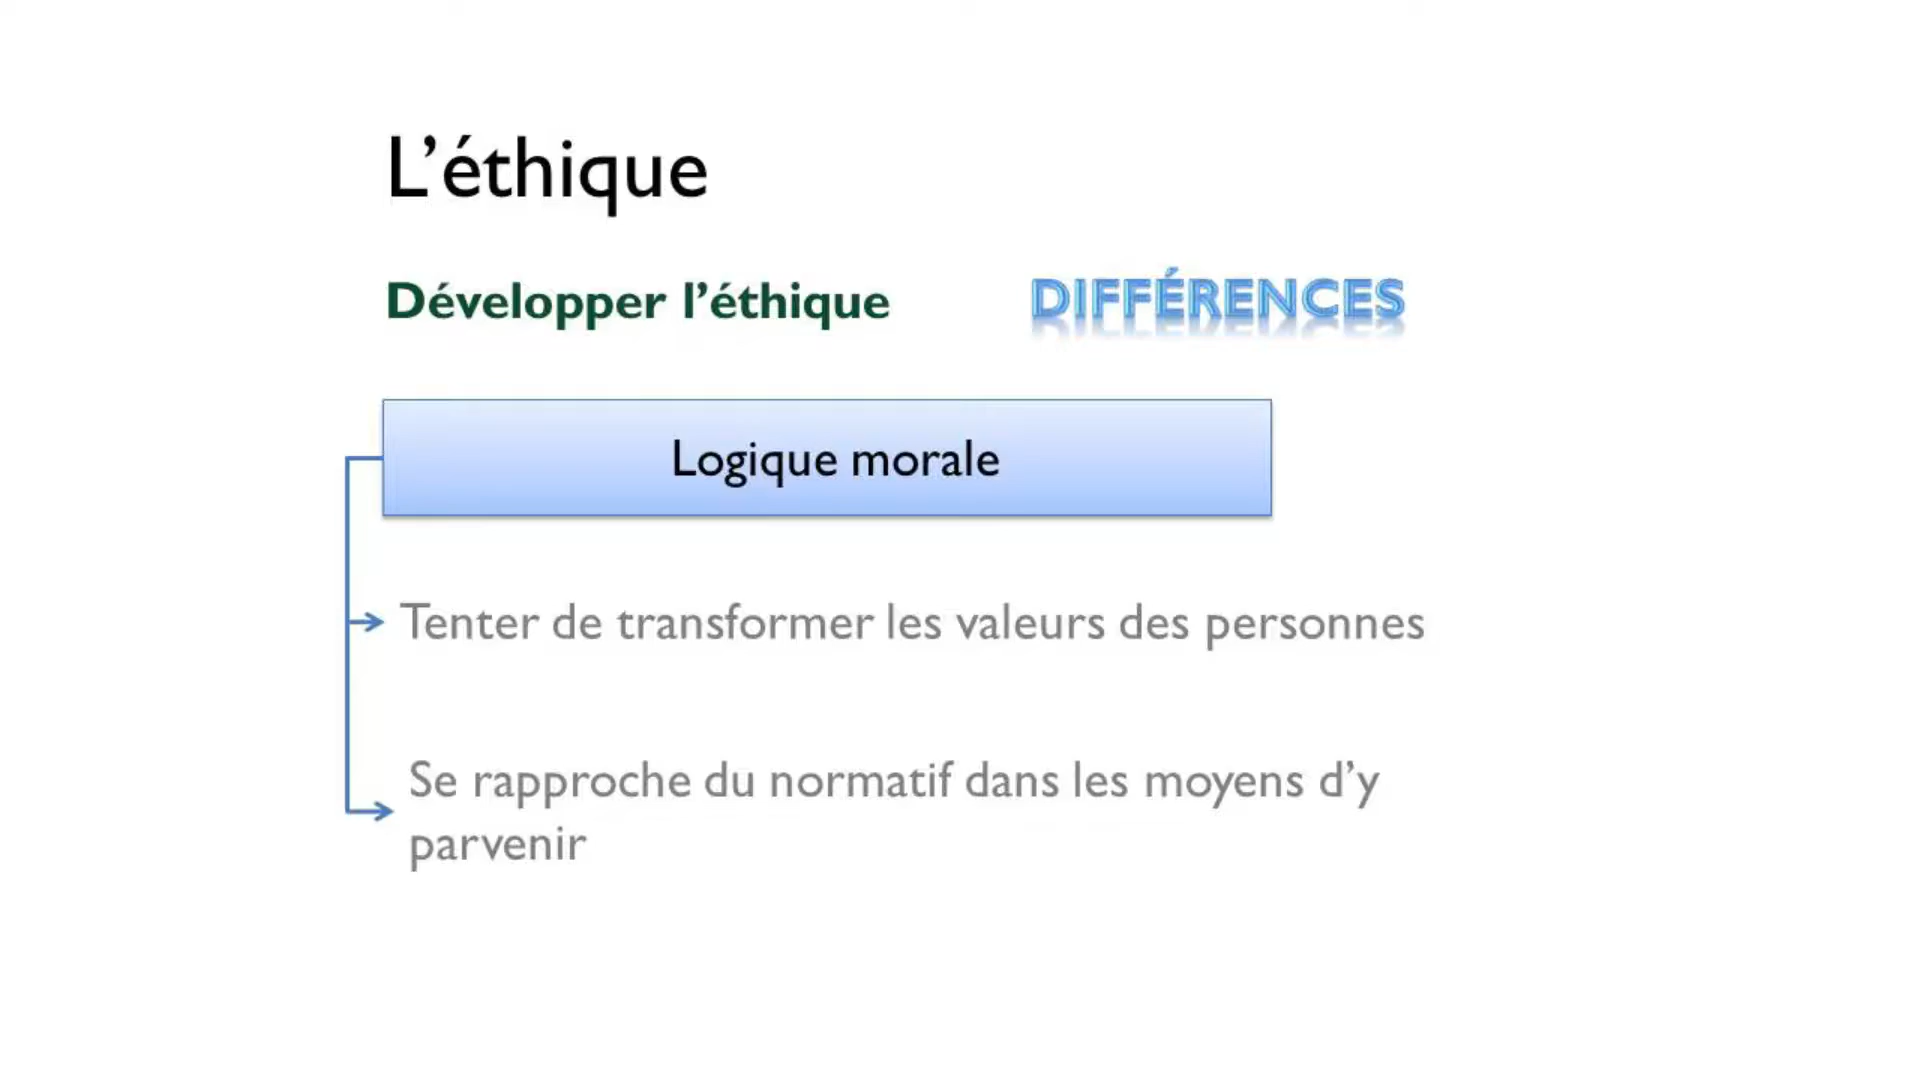 L’éthique
Développer l’éthique
DIFFÉRENCES
Logique morale
Tenter de transformer les valeurs des personnes
Se rapproche du normatif dans les moyens d’y
parvenir